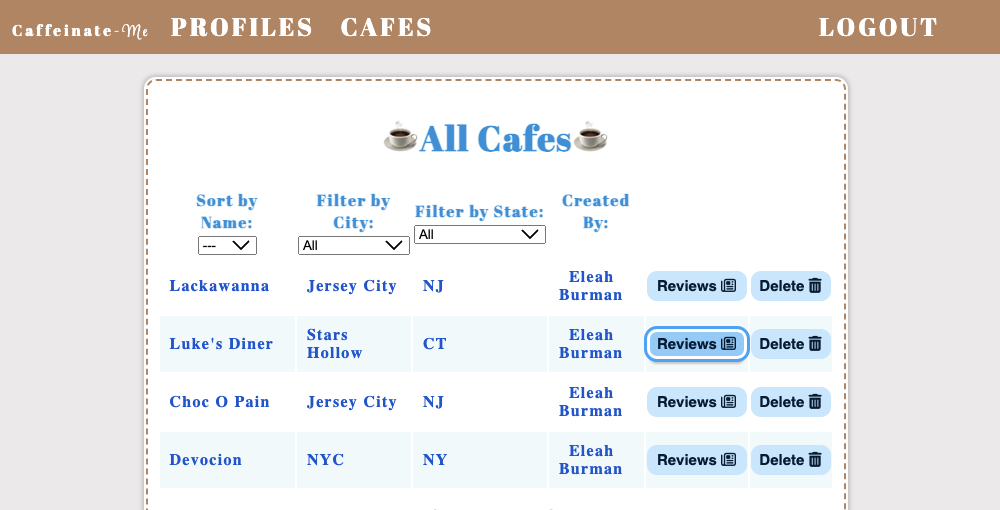 Caffeinate-Me PROFILES CAFES LOGOUT
All Cafes
Sort by Name:
---
Filter by City:
All
Filter by State:
All
Created By:
Lackawanna Jersey City NJ Eleah Burman Reviews Delete
Luke's Diner Stars Hollow CT Eleah Burman Reviews Delete
Choc O Pain Jersey City NJ Eleah Burman Reviews Delete
Devocion NYC NY Eleah Burman Reviews Delete